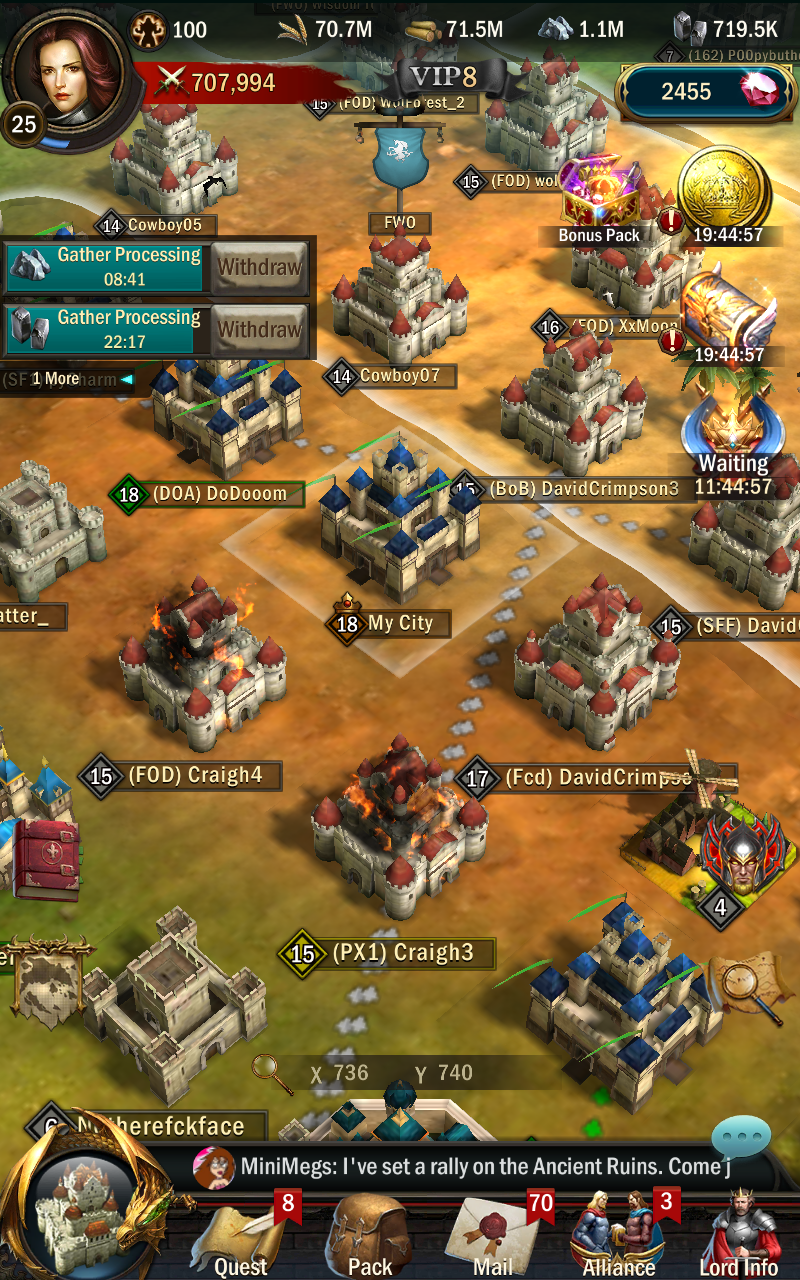 100
70.7M
71.5M
1.1M
719.5K
7 (162) P00pybuthe
707,994
VIP8
2455
25
15 (FOD) WolForest_2
15 (FOD) wol
14 Cowboy05
FWO
Bonus Pack
19:44:57
Gather Processing
08:41
Withdraw
Gather Processing
22:17
Withdraw
16 (FOD) XxMoon
19:44:57
1 More
14 Cowboy07
Waiting
11:44:57
18 (DOA) DoDooom
15 (BoB) DavidCrimpson3
atter_
18 My City
15 (SFF) David
15 (FOD) Craigh4
17 (Fcd) DavidCrimpso
4
15 (PX1) Craigh3
X 736 Y 740
6 Notherefckface
MiniMegs: I've set a rally on the Ancient Ruins. Come j
8
70
3
Quest
Pack
Mail
Alliance
Lord Info